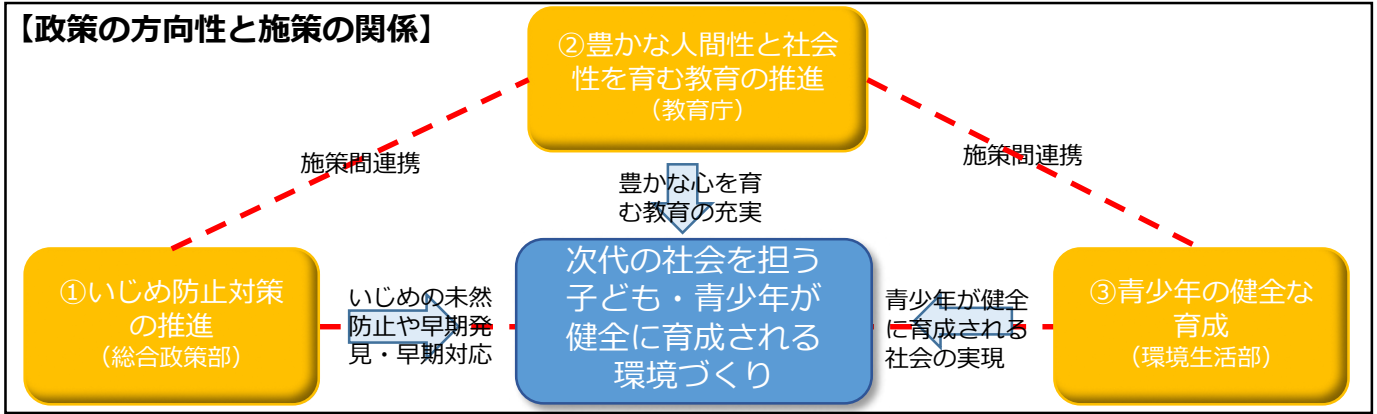 【政策の方向性と施策の関係】
②豊かな人間性と社会
性を育む教育の推進
（教育庁）
施策間連携
施策間連携
豊かな心を育
む教育の充実
①いじめ防止対策
の推進
（総合政策部）
いじめの未然
防止や早期発
見・早期対応
次代の社会を担う
子ども・青少年が
健全に育成される
環境づくり
青少年が健全
に育成される
社会の実現
③青少年の健全な
育成
（環境生活部）